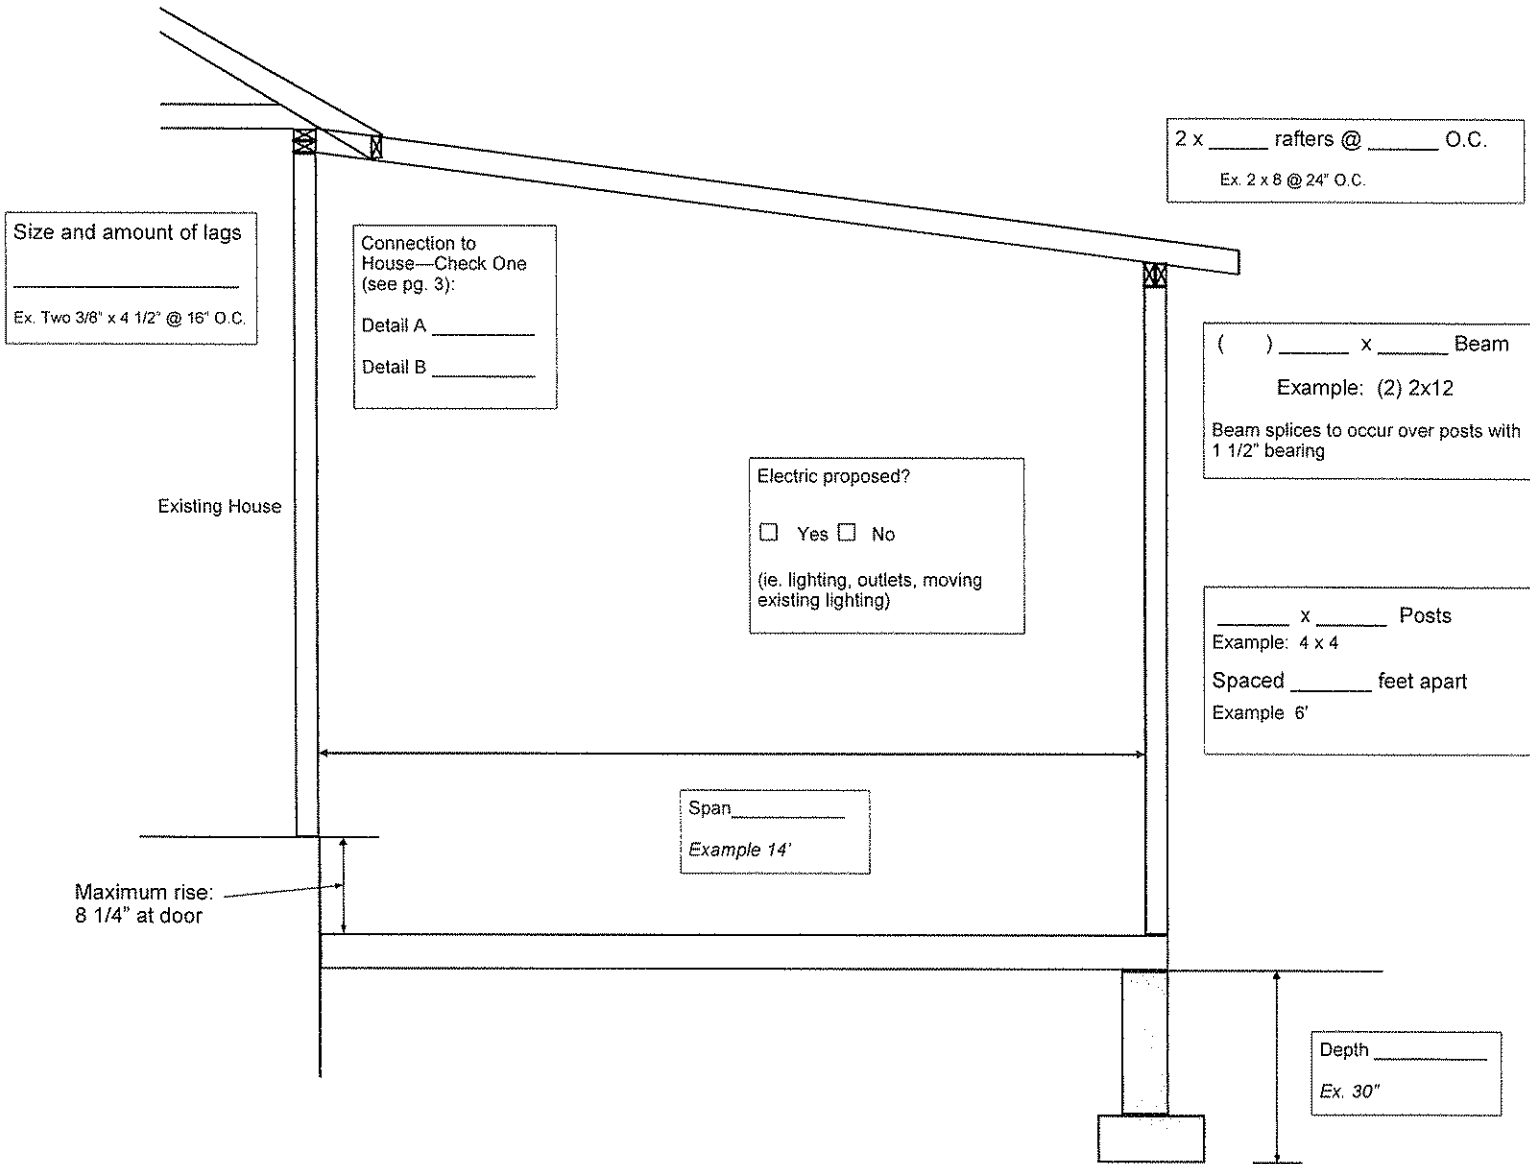 2 x _____ rafters @ ______ O.C.
Ex. 2 x 8 @ 24" O.C.
Size and amount of lags
____________________
Ex. Two 3/8" x 4 1/2" @ 16" O.C.
Connection to
House—Check One
(see pg. 3):
Detail A _________
Detail B _________
(    ) ______ x ______ Beam
Example: (2) 2x12
Beam splices to occur over posts with
1 1/2" bearing
Existing House
Electric proposed?
☐ Yes ☐ No
(ie. lighting, outlets, moving
existing lighting)
______ x ______ Posts
Example: 4 x 4
Spaced _______ feet apart
Example 6'
Span__________
Example 14'
Maximum rise:
8 1/4" at door
Depth __________
Ex. 30"